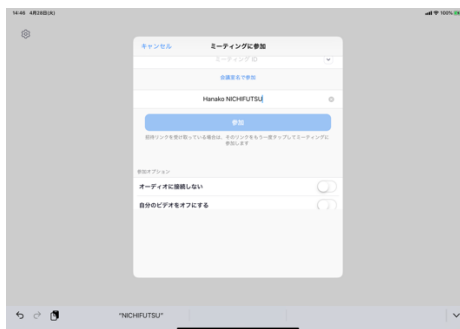 14:46 4月28日(火)
100%
キャンセル
ミーティングに参加
ミーティング ID
会議室名で参加
Hanako NICHIFUTSU
参加
招待リンクを受け取っている場合は、そのリンクをもう一度タップしてミーティングに
参加します
参加オプション
オーディオに接続しない
自分のビデオをオフにする
"NICHIFUTSU"